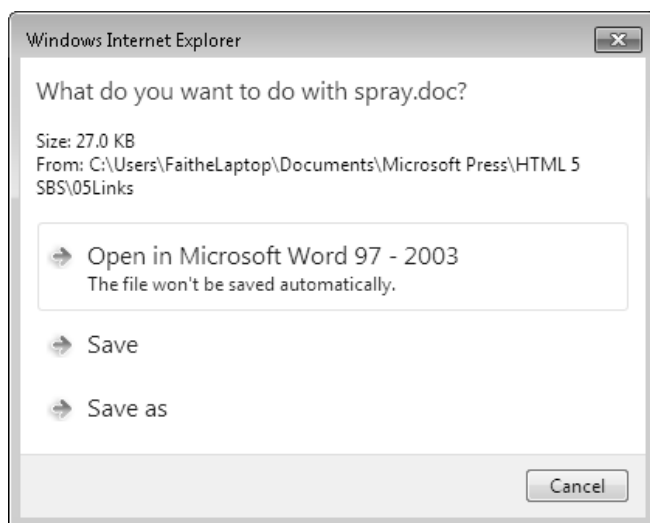 Windows Internet Explorer
What do you want to do with spray.doc?
Size: 27.0 KB
From: C:\Users\FaitheLaptop\Documents\Microsoft Press\HTML 5
SBS\05Links
Open in Microsoft Word 97 - 2003
The file won't be saved automatically.
Save
Save as
Cancel